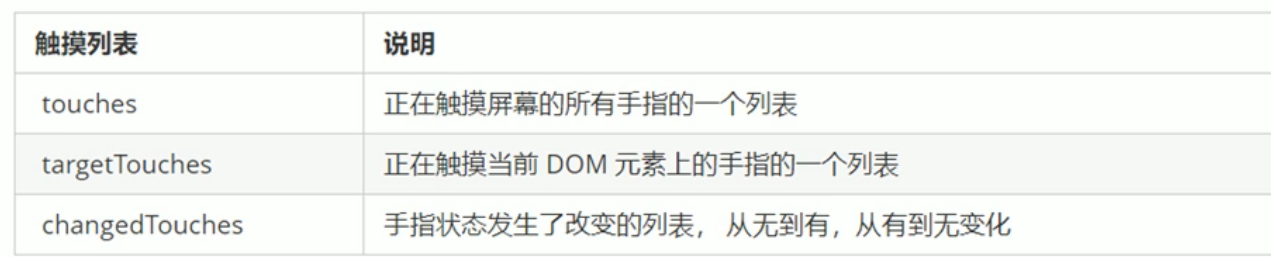 触摸列表 说明
touches 正在触摸屏幕的所有手指的一个列表
targetTouches 正在触摸当前 DOM 元素上的手指的一个列表
changedTouches 手指状态发生了改变的列表， 从无到有，从有到无变化